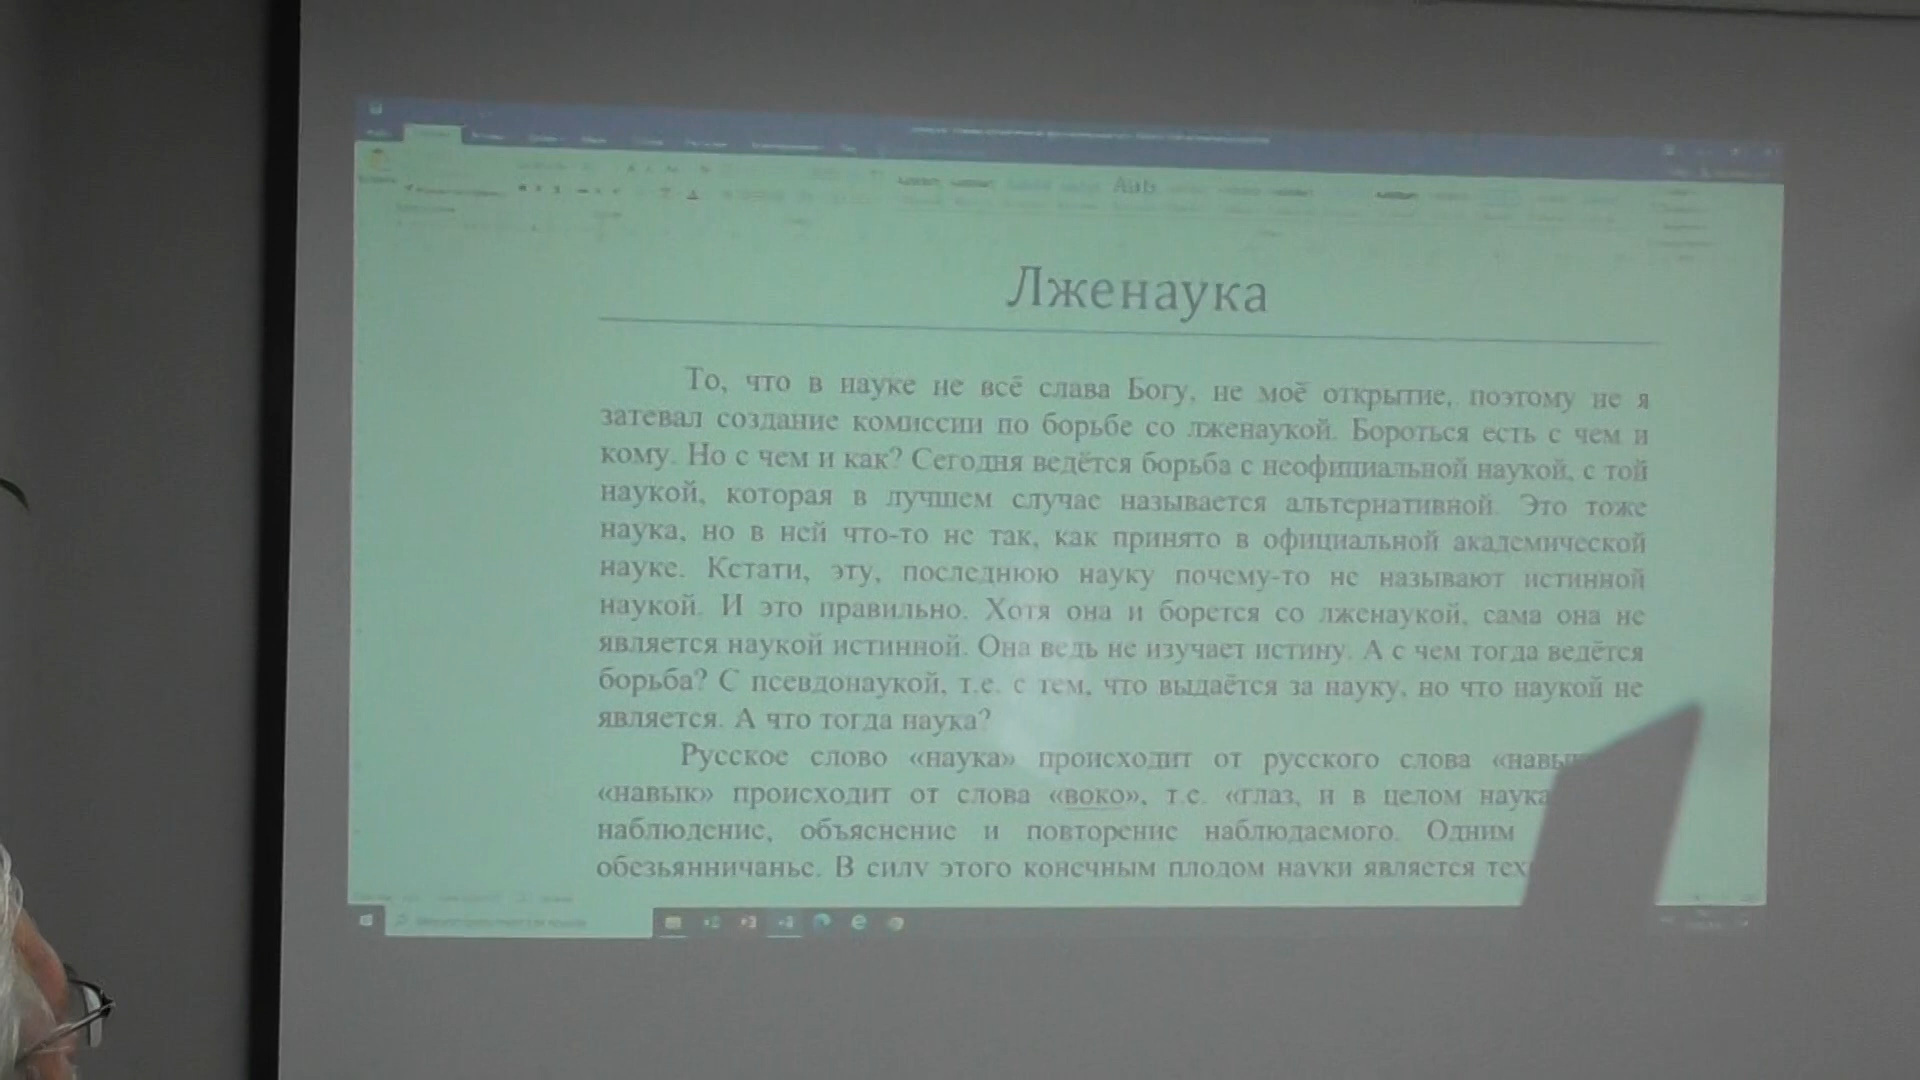 Лженаука
То, что в науке не всё слава Богу, не моё открытие, поэтому не я
затевал создание комиссии по борьбе со лженаукой. Бороться есть с чем и
кому. Но с чем и как? Сегодня ведётся борьба с неофициальной наукой, с той
наукой, которая в лучшем случае называется альтернативной. Это тоже
наука, но в ней что-то не так, как принято в официальной академической
науке. Кстати, эту, последнюю науку почему-то не называют истинной
наукой. И это правильно. Хотя она и борется со лженаукой, сама она не
является наукой истинной. Она ведь не изучает истину. А с чем тогда ведётся
борьба? С псевдонаукой, т.е. с тем, что выдаётся за науку, но что наукой не
является. А что тогда наука?
Русское слово «наука» происходит от русского слова
«навык» происходит от слова «воко», т.е. «глаз, и в целом наука
наблюдение, объяснение и повторение наблюдаемого. Одним
обезьянничанье. В силу этого конечным плодом науки является